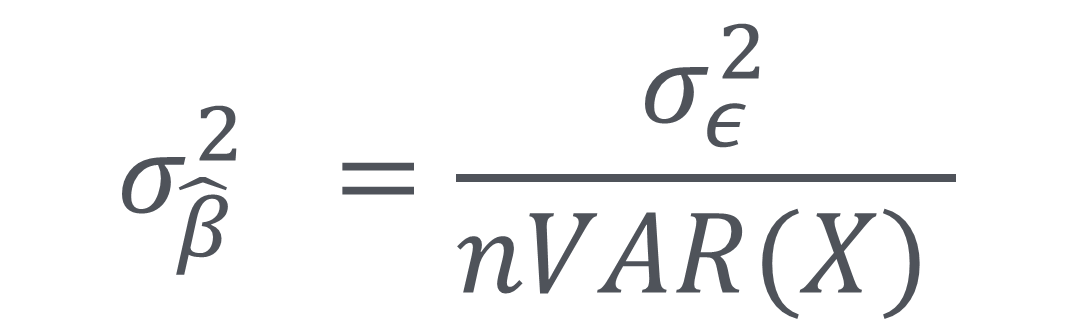 σ²_β̂ = σ²_ϵ / nVAR(X)